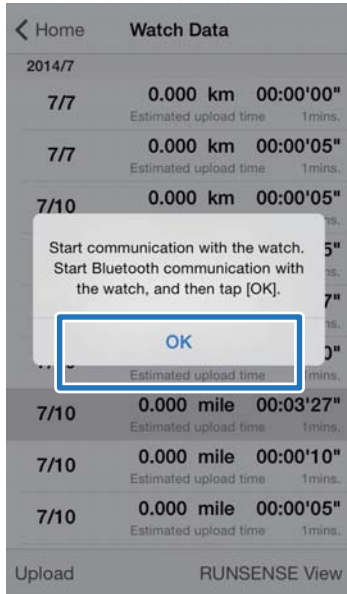 Home Watch Data
2014/7
7/7 0.000 km 00:00'00"
Estimated upload time 1mins.
7/7 0.000 km 00:00'05"
Estimated upload time 1mins.
7/10 0.000 km 00:00'05"
Start communication with the watch.
Start Bluetooth communication with
the watch, and then tap [OK].
OK
Estimated upload time mins.
7/10 0.000 mile 00:03'27"
Estimated upload time 1mins.
7/10 0.000 mile 00:00'10"
Estimated upload time 1mins.
7/10 0.000 mile 00:00'05"
Estimated upload time 1mins.
Upload RUNSENSE View